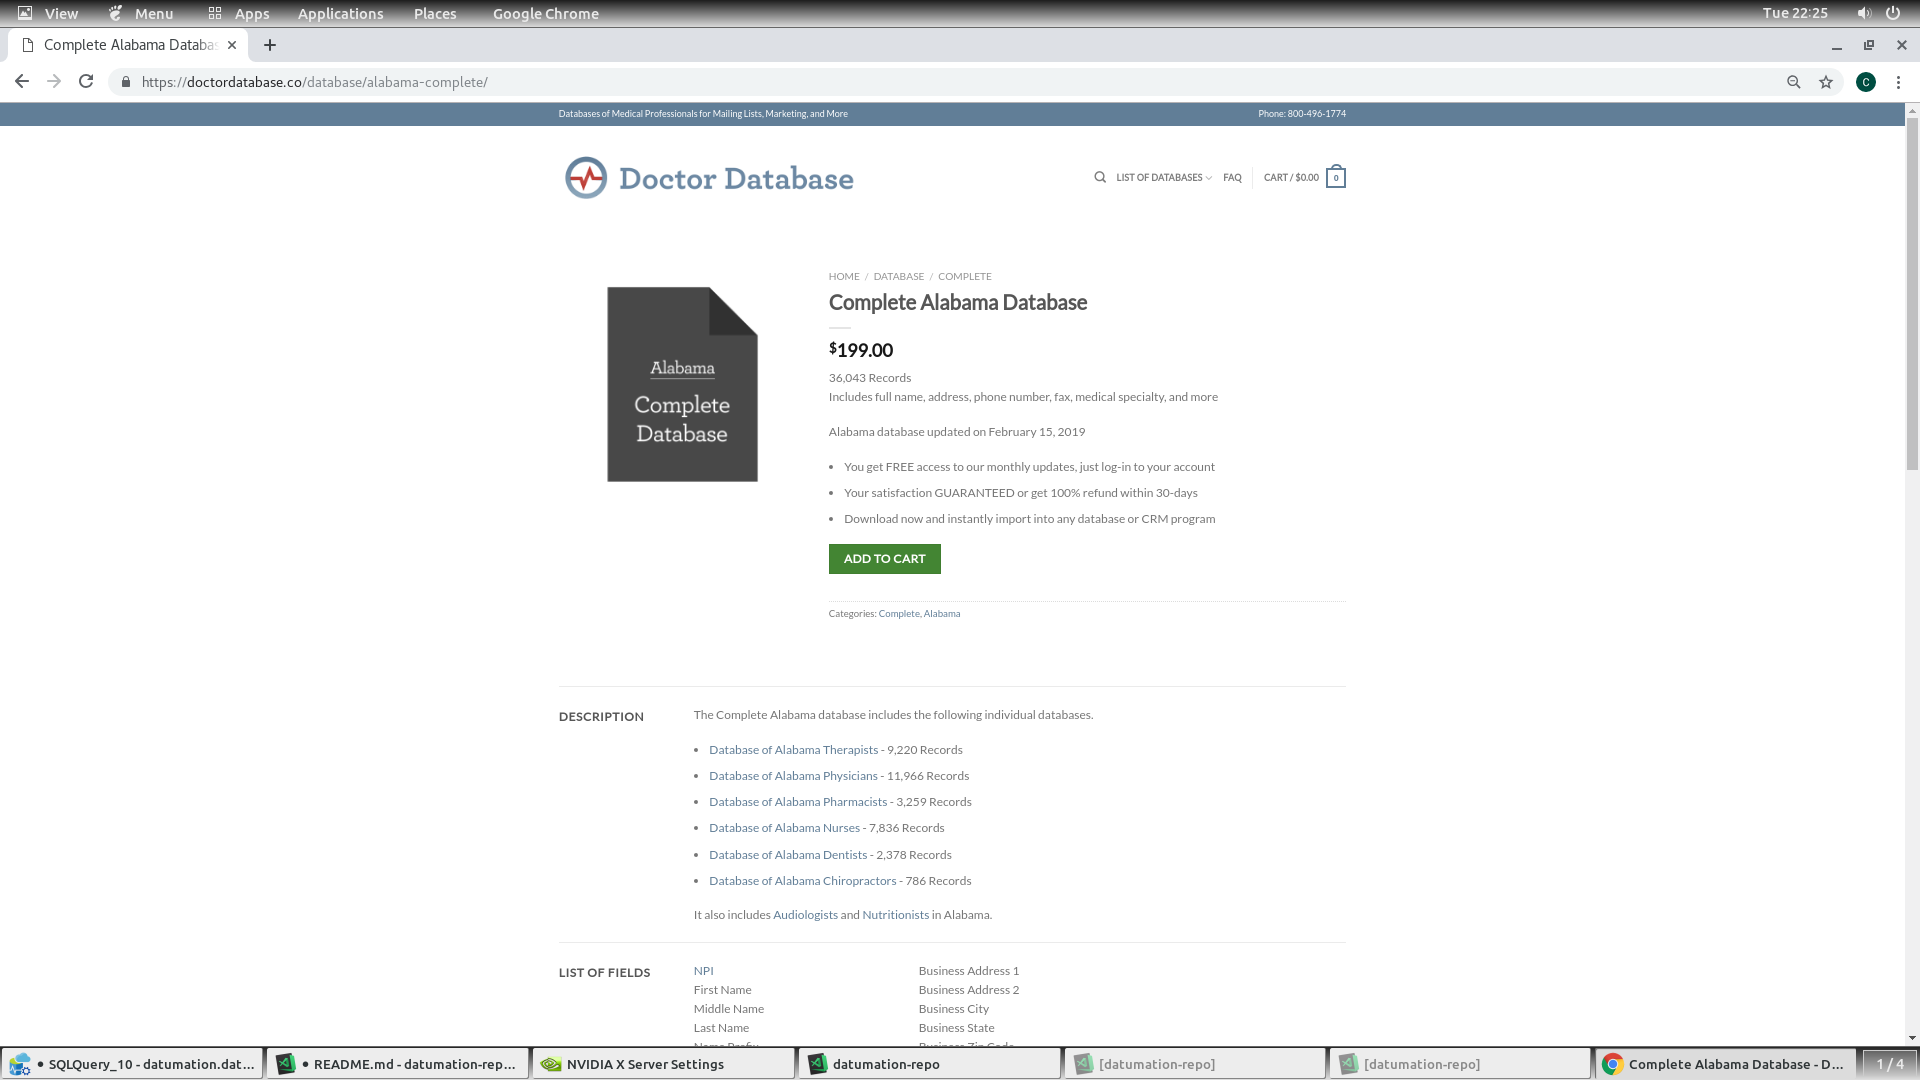 View Menu Apps Applications Places Google Chrome Tue 22:25
Complete Alabama Databas
https://doctordatabase.co/database/alabama-complete/ C
Databases of Medical Professionals for Mailing Lists, Marketing, and More Phone: 800-496-1774
Doctor Database LIST OF DATABASES FAQ CART / $0.00 0
HOME / DATABASE / COMPLETE
Complete Alabama Database
Alabama
Complete
Database
$199.00
36,043 Records
Includes full name, address, phone number, fax, medical specialty, and more
Alabama database updated on February 15, 2019
• You get FREE access to our monthly updates, just log-in to your account
• Your satisfaction GUARANTEED or get 100% refund within 30-days
• Download now and instantly import into any database or CRM program
ADD TO CART
Categories: Complete, Alabama
DESCRIPTION
The Complete Alabama database includes the following individual databases.
• Database of Alabama Therapists - 9,220 Records
• Database of Alabama Physicians - 11,966 Records
• Database of Alabama Pharmacists - 3,259 Records
• Database of Alabama Nurses - 7,836 Records
• Database of Alabama Dentists - 2,378 Records
• Database of Alabama Chiropractors - 786 Records
It also includes Audiologists and Nutritionists in Alabama.
LIST OF FIELDS
NPI Business Address 1
First Name Business Address 2
Middle Name Business City
Last Name Business State
Name Prefix Business Zip Code
• SQLQuery_10 - datumation.dat... • README.md - datumation-rep... NVIDIA X Server Settings datumation-repo [datumation-repo] [datumation-repo] Complete Alabama Database - D... 1 / 4